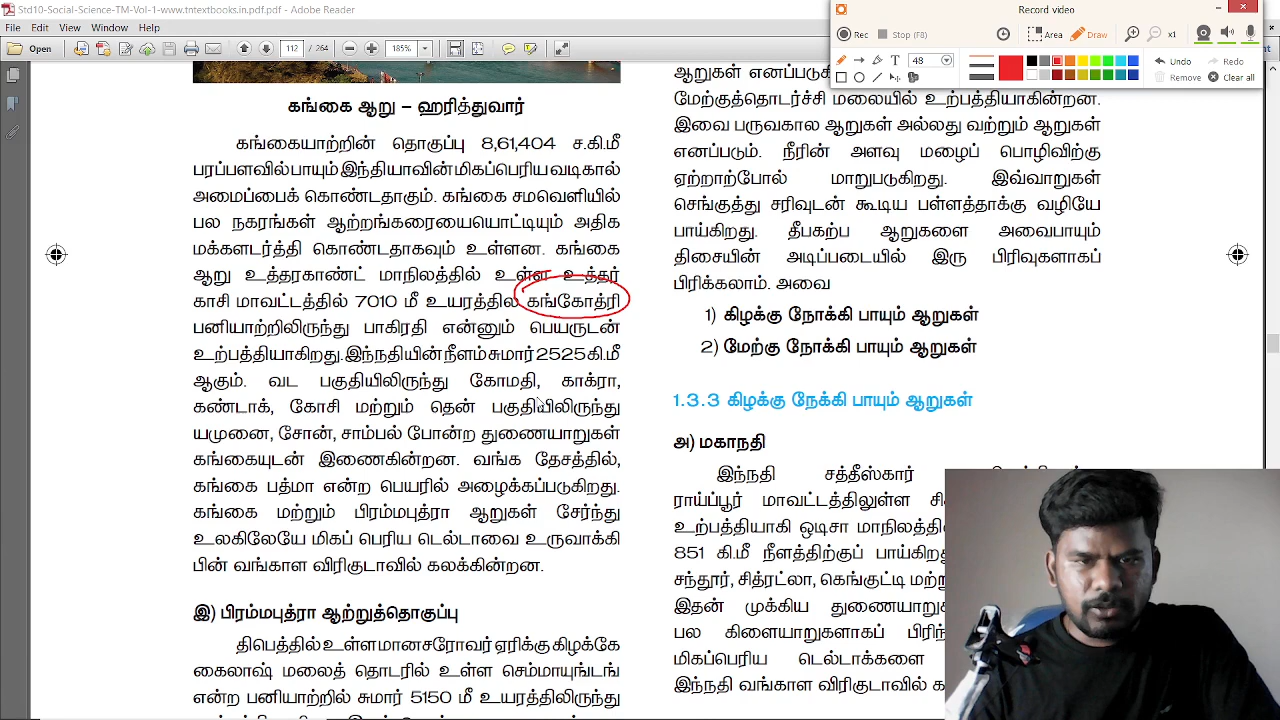 Std10-Social-Science-TM-Vol-1-www.tntextbooks.in.pdf.pdf - Adobe Reader
File Edit View Window Help
Open 112 / 264 185%
Record video
Rec Stop (F8) Area Draw x1
T 48 Undo Redo
Remove Clear all
கங்கை ஆறு – ஹரித்துவார்
கங்கையாற்றின் தொகுப்பு 8,61,404 ச.கி.மீ
பரப்பளவில் பாயும் இந்தியாவின் மிகப்பெரிய வடிகால்
அமைப்பைக் கொண்டதாகும். கங்கை சமவெளியில்
பல நகரங்கள் ஆற்றங்கரையையொட்டியும் அதிக
மக்களடர்த்தி கொண்டதாகவும் உள்ளன. கங்கை
ஆறு உத்தரகாண்ட் மாநிலத்தில் உள்ள உத்தர்
காசி மாவட்டத்தில் 7010 மீ உயரத்தில் கங்கோத்ரி
பனியாற்றிலிருந்து பாகிரதி என்னும் பெயருடன்
உற்பத்தியாகிறது. இந்நதியின் நீளம் சுமார் 2525 கி.மீ
ஆகும். வட பகுதியிலிருந்து கோமதி, காக்ரா,
கண்டாக், கோசி மற்றும் தென் பகுதியிலிருந்து
யமுனை, சோன், சாம்பல் போன்ற துணையாறுகள்
கங்கையுடன் இணைகின்றன. வங்க தேசத்தில்,
கங்கை பத்மா என்ற பெயரில் அழைக்கப்படுகிறது.
கங்கை மற்றும் பிரம்மபுத்ரா ஆறுகள் சேர்ந்து
உலகிலேயே மிகப் பெரிய டெல்டாவை உருவாக்கி
பின் வங்காள விரிகுடாவில் கலக்கின்றன.
இ) பிரம்மபுத்ரா ஆற்றுத்தொகுப்பு
திபெத்தில் உள்ள மானசரோவர் ஏரிக்கு கிழக்கே
கைலாஷ் மலைத் தொடரில் உள்ள செம்மாயுங்டங்
என்ற பனியாற்றில் சுமார் 5150 மீ உயரத்திலிருந்து
ஆறுகள்
மேற்குத்தொடர்ச்சி மலையில் உற்பத்தியாகின்றன.
இவை பருவகால ஆறுகள் அல்லது வற்றும் ஆறுகள்
எனப்படும். நீரின் அளவு மழைப் பொழிவிற்கு
ஏற்றாற்போல் மாறுபடுகிறது. இவ்வாறுகள்
செங்குத்து சரிவுடன் கூடிய பள்ளத்தாக்கு வழியே
பாய்கிறது. தீபகற்ப ஆறுகளை அவைபாயும்
திசையின் அடிப்படையில் இரு பிரிவுகளாகப்
பிரிக்கலாம். அவை
1) கிழக்கு நோக்கி பாயும் ஆறுகள்
2) மேற்கு நோக்கி பாயும் ஆறுகள்
1.3.3 கிழக்கு நேக்கி பாயும் ஆறுகள்
அ) மகாநதி
இந்நதி சத்தீஸ்கார்
ராய்ப்பூர் மாவட்டத்திலுள்ள
உற்பத்தியாகி ஒடிசா
851 கி.மீ நீளத்திற்குப்
சந்தூர், சித்ரட்லா, கெங்குட்டி
இதன் முக்கிய
பல கிளையாறுகளாகப்
மிகப்பெரிய டெல்டாக்களை
இந்நதி வங்காள விரிகுடாவில்